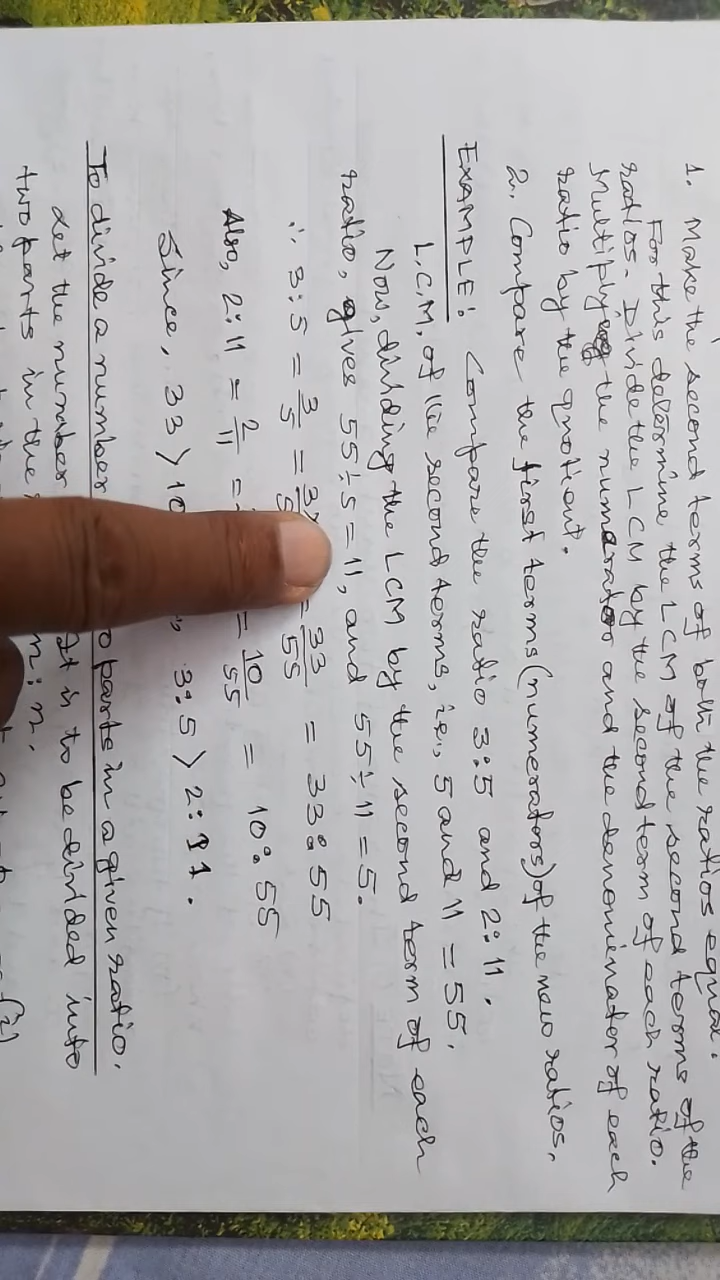 1. Make the second terms of both the ratios equal.
For this determine the LCM of the second terms of the
ratios. Divide the LCM by the second term of each ratio.
Multiply the numerator and the denominator of each
ratio by the quotient.
2. Compare the first terms (numerators) of the new ratios.
EXAMPLE: Compare the ratio 3:5 and 2:11.
L.C.M. of the second terms, i.e., 5 and 11 = 55.
Now, dividing the LCM by the second term of each
ratio, gives 55÷5 = 11, and 55÷11 = 5.
∴ 3:5 = 3/5 = = 33/55 = 33:55
Also, 2:11 = 2/11 = = 10/55 = 10:55
Since, 33 > 10, 3:5 > 2:11.
To divide a number parts in a given ratio.
Let the number It is to be divided into
two parts in the m:n.